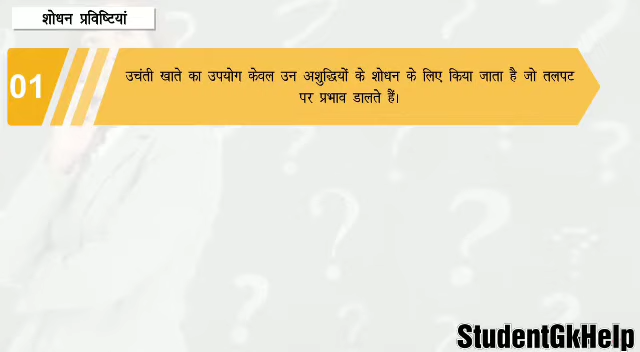 शोधन प्रविष्टियां
01
उचंती खाते का उपयोग केवल उन अशुद्धियों के शोधन के लिए किया जाता है जो तलपट
पर प्रभाव डालते हैं।
StudentGkHelp